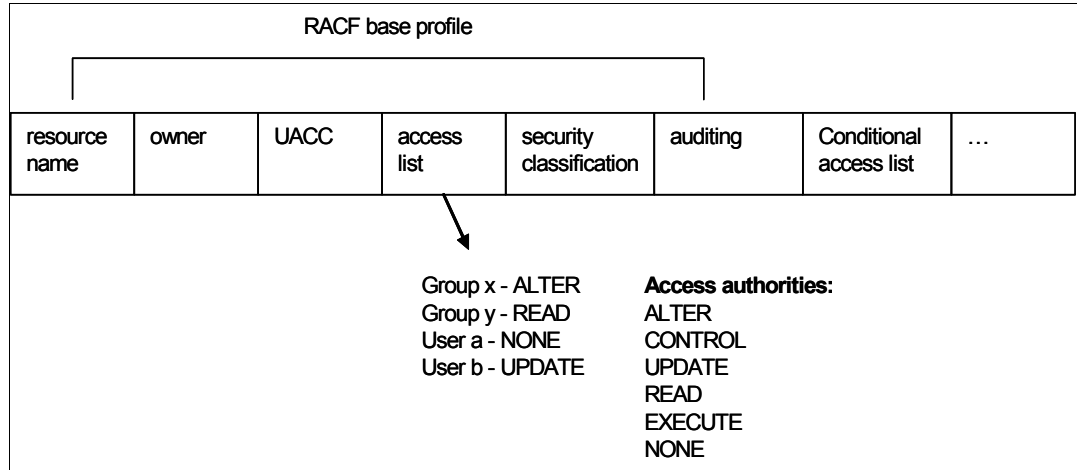 RACF base profile
resource name
owner
UACC
access list
security classification
auditing
Conditional access list
...
Group x - ALTER
Group y - READ
User a - NONE
User b - UPDATE
Access authorities:
ALTER
CONTROL
UPDATE
READ
EXECUTE
NONE